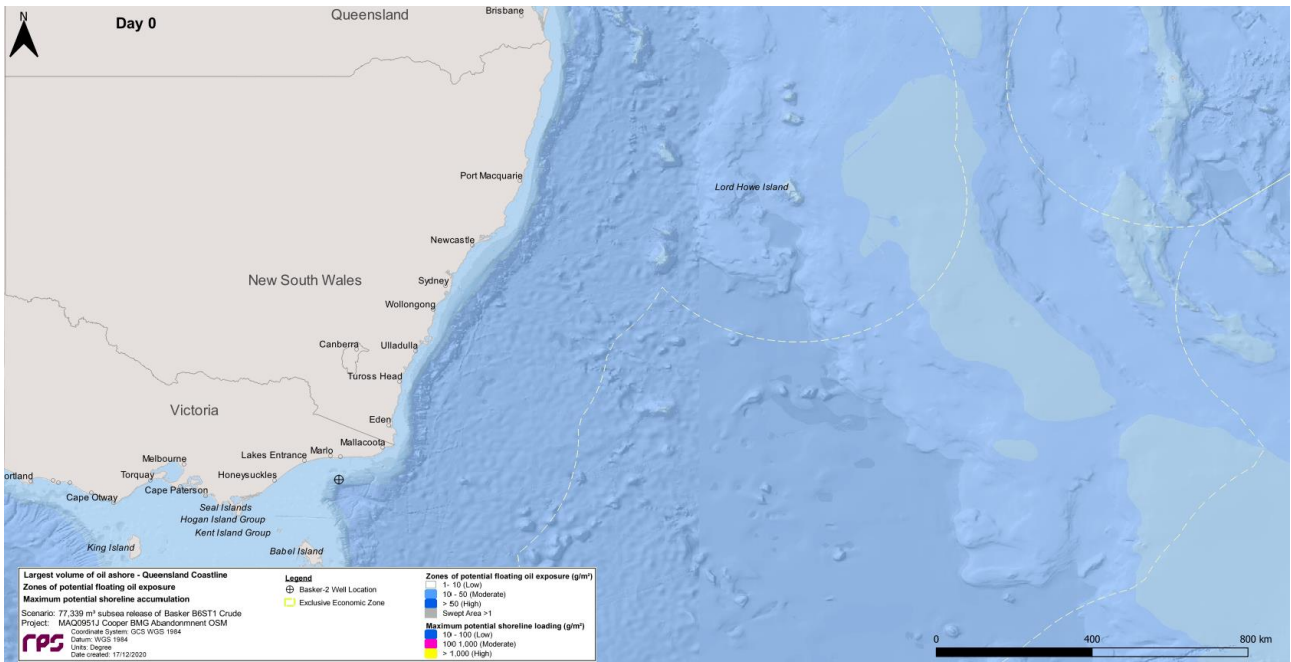 N
Day 0
Queensland
Brisbane
Port Macquarie
Lord Howe Island
Newcastle
Sydney
New South Wales
Wollongong
Canberra
Ulladulla
Tuross Head
Victoria
Eden
Mallacoota
Marlo
Lakes Entrance
Melbourne
Honeysuckles
Torquay
ortland
Cape Paterson
Cape Otway
Seal Islands
Hogan Island Group
Kent Island Group
King Island
Babel Island
Largest volume of oil ashore - Queensland Coastline
Zones of potential floating oil exposure
Maximum potential shoreline accumulation
Scenario: 77,339 m³ subsea release of Basker B6ST1 Crude
Project: MAQ0951J Cooper BMG Abandonmnent OSM
rps
Coordinate System: GCS WGS 1984
Datum: WGS 1984
Units: Degree
Date created: 17/12/2020
Legend
Basker-2 Well Location
Exclusive Economic Zone
Zones of potential floating oil exposure (g/m²)
1- 10 (Low)
10 - 50 (Moderate)
> 50 (High)
Swept Area >1
Maximum potential shoreline loading (g/m²)
10 - 100 (Low)
100 1,000 (Moderate)
> 1,000 (High)
0 400 800 km